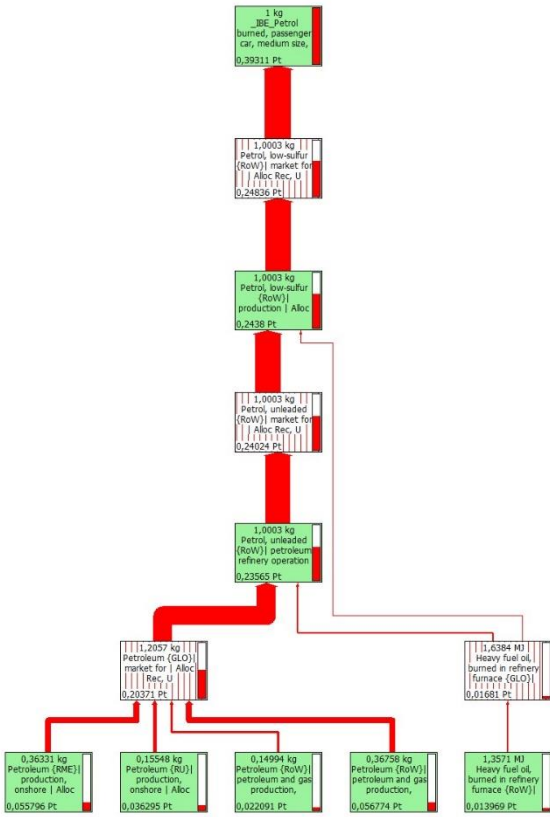 1 kg
_IBE_Petrol
burned, passenger
car, medium size,
0,39311 Pt
1,0003 kg
Petrol, low-sulfur
{RoW}| market for
| Alloc Rec, U
0,24836 Pt
1,0003 kg
Petrol, low-sulfur
{RoW}|
production | Alloc
0,2438 Pt
1,0003 kg
Petrol, unleaded
{RoW}| market for
| Alloc Rec, U
0,24024 Pt
1,0003 kg
Petrol, unleaded
{RoW}| petroleum
refinery operation
0,23565 Pt
1,2057 kg
Petroleum {GLO}|
market for | Alloc
Rec, U
0,20371 Pt
1,6384 MJ
Heavy fuel oil,
burned in refinery
furnace {GLO}|
0,01681 Pt
0,36331 kg
Petroleum {RME}|
production,
onshore | Alloc
0,055796 Pt
0,15548 kg
Petroleum {RU}|
production,
onshore | Alloc
0,036295 Pt
0,14994 kg
Petroleum {RoW}|
petroleum and gas
production,
0,022091 Pt
0,36758 kg
Petroleum {RoW}|
petroleum and gas
production,
0,056774 Pt
1,3571 MJ
Heavy fuel oil,
burned in refinery
furnace {RoW}|
0,013969 Pt